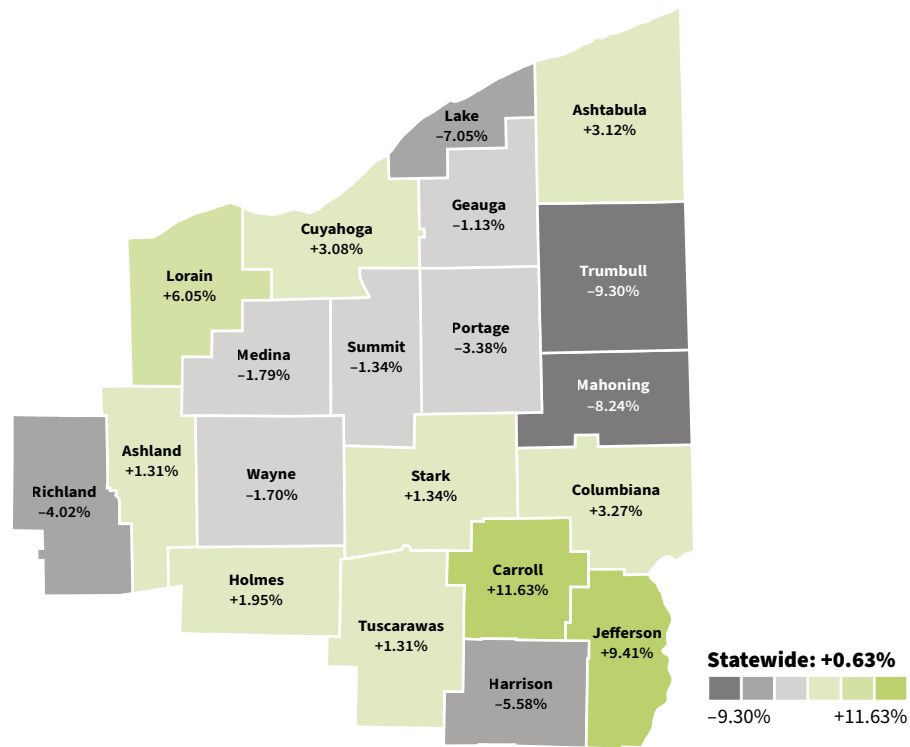 Lake
–7.05%
Ashtabula
+3.12%
Geauga
–1.13%
Cuyahoga
+3.08%
Lorain
+6.05%
Trumbull
–9.30%
Medina
–1.79%
Summit
–1.34%
Portage
–3.38%
Mahoning
–8.24%
Ashland
+1.31%
Richland
–4.02%
Wayne
–1.70%
Stark
+1.34%
Columbiana
+3.27%
Holmes
+1.95%
Carroll
+11.63%
Tuscarawas
+1.31%
Jefferson
+9.41%
Harrison
–5.58%
Statewide: +0.63%
–9.30% +11.63%